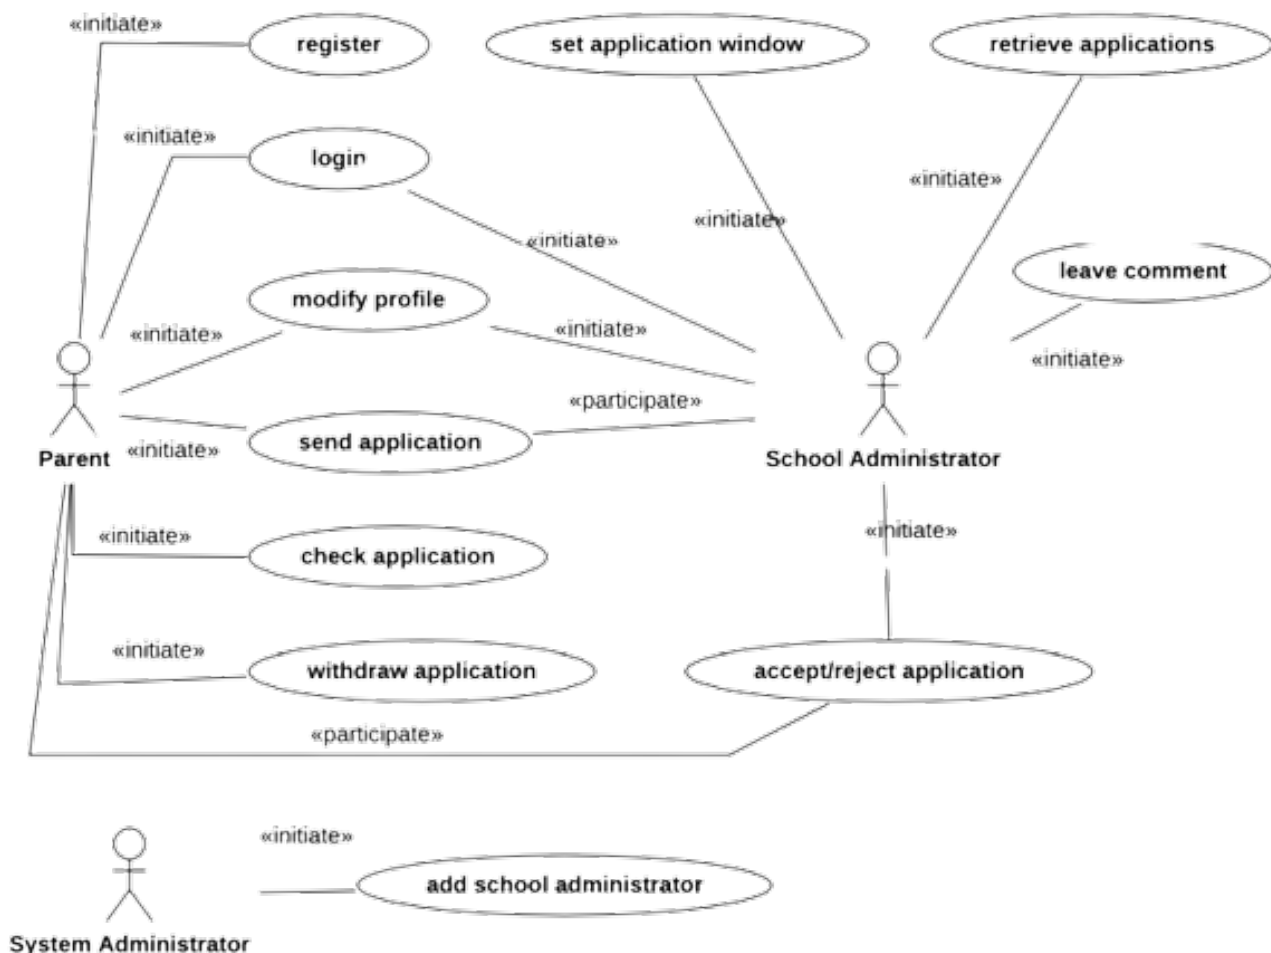 «initiate»
register
set application window
retrieve applications
«initiate»
login
«initiate»
«initiate»
«initiate»
leave comment
modify profile
«initiate»
«initiate»
«initiate»
«participate»
send application
«initiate»
Parent
School Administrator
«initiate»
check application
«initiate»
«initiate»
withdraw application
accept/reject application
«participate»
«initiate»
add school administrator
System Administrator